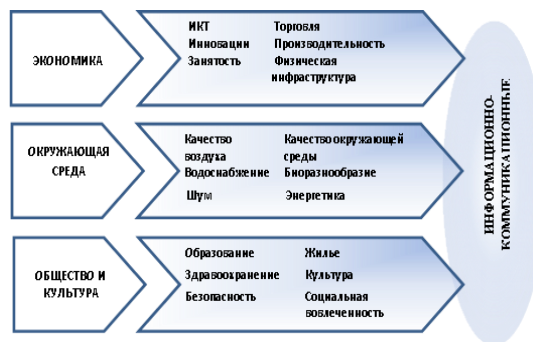 ЭКОНОМИКА
ИКТ Торговля
Инновации Производительность
Занятость Физическая
инфраструктура
ОКРУЖАЮЩАЯ
СРЕДА
Качество Качество окружающей
воздуха среды
Водоснабжение Биоразнообразие
Шум Энергетика
ОБЩЕСТВО И
КУЛЬТУРА
Образование Жилье
Здравоохранение Культура
Безопасность Социальная
вовлеченность
ИНФОРМАЦИОННО-
КОММУНИКАЦИОННЫЕ